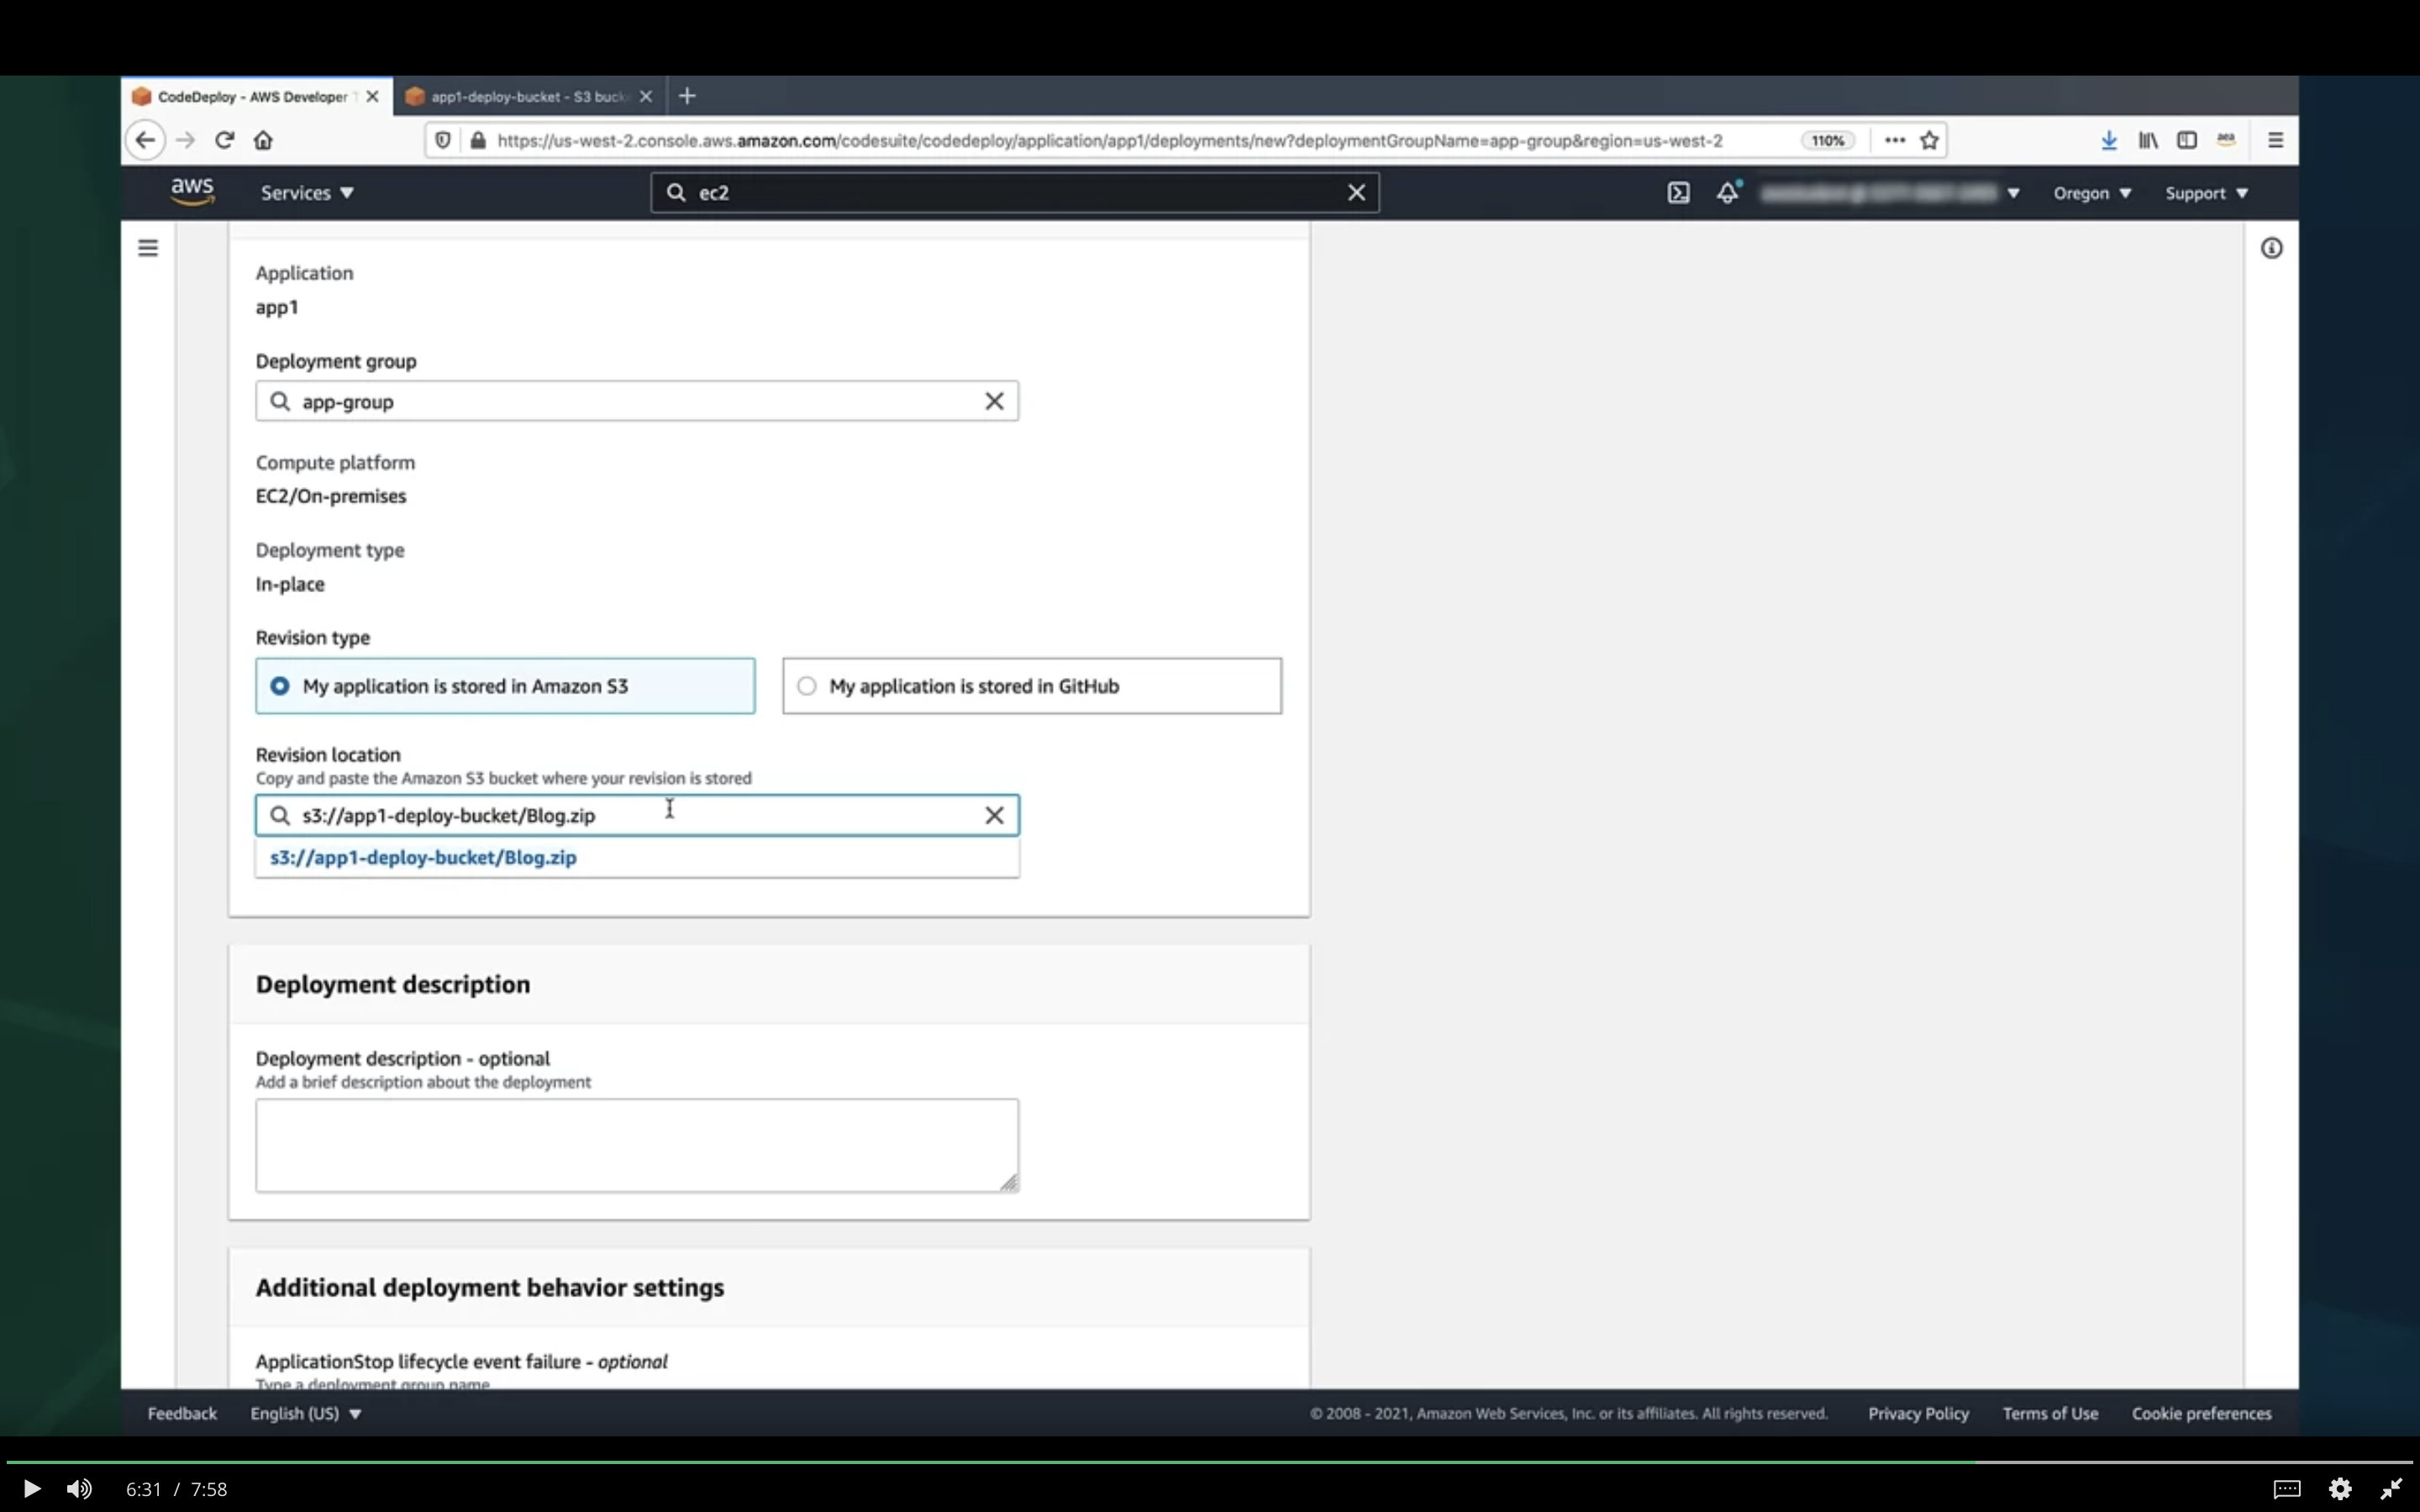 CodeDeploy - AWS Developer T
app1-deploy-bucket - S3 buck
https://us-west-2.console.aws.amazon.com/codesuite/codedeploy/application/app1/deployments/new?deploymentGroupName=app-group&region=us-west-2
110%
aws
Services
ec2
Oregon
Support
Application
app1
Deployment group
app-group
Compute platform
EC2/On-premises
Deployment type
In-place
Revision type
My application is stored in Amazon S3
My application is stored in GitHub
Revision location
Copy and paste the Amazon S3 bucket where your revision is stored
s3://app1-deploy-bucket/Blog.zip
s3://app1-deploy-bucket/Blog.zip
Deployment description
Deployment description - optional
Add a brief description about the deployment
Additional deployment behavior settings
ApplicationStop lifecycle event failure - optional
Type a deployment group name
Feedback
English (US)
© 2008 - 2021, Amazon Web Services, Inc. or its affiliates. All rights reserved.
Privacy Policy
Terms of Use
Cookie preferences
6:31 / 7:58